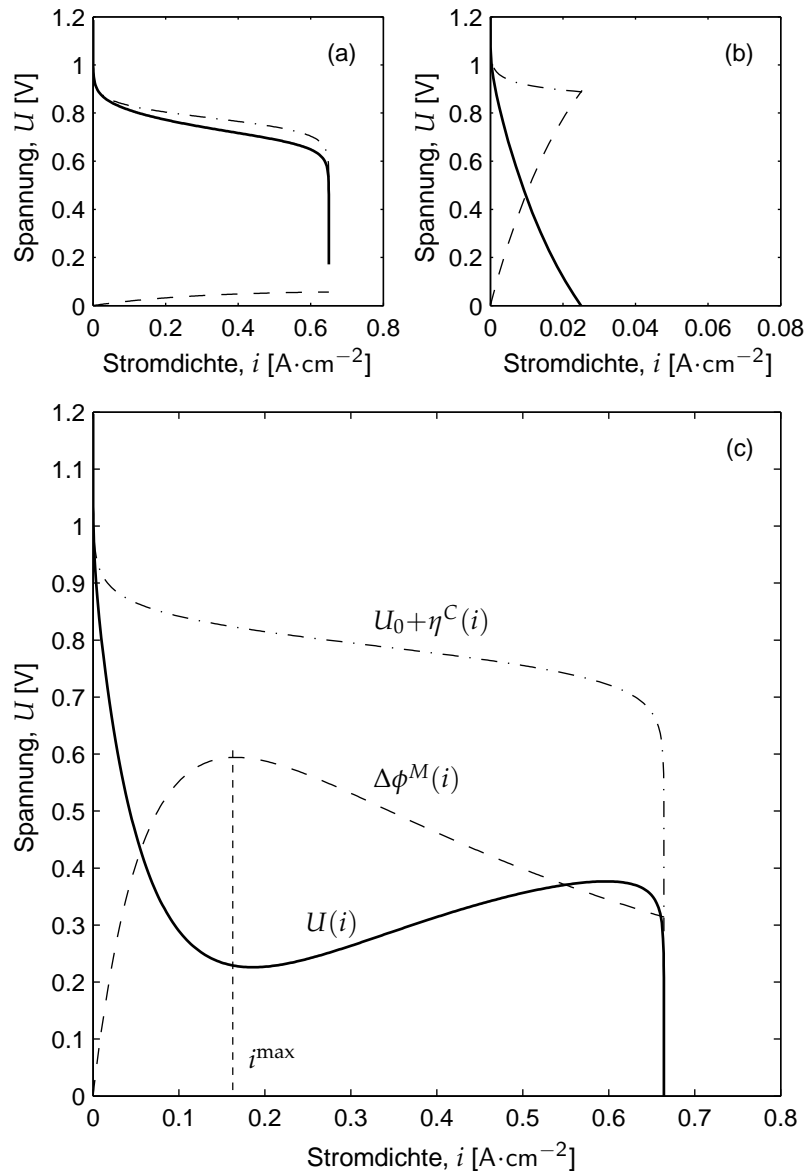 1.2
1
0.8
0.6
0.4
0.2
0
Spannung, U [V]
(a)
0 0.2 0.4 0.6 0.8
Stromdichte, i [A·cm−2]
1.2
1
0.8
0.6
0.4
0.2
0
Spannung, U [V]
(b)
0 0.02 0.04 0.06 0.08
Stromdichte, i [A·cm−2]
1.2
1.1
1
0.9
0.8
0.7
0.6
0.5
0.4
0.3
0.2
0.1
0
Spannung, U [V]
(c)
U0+ηC(i)
ΔϕM(i)
U(i)
imax
0 0.1 0.2 0.3 0.4 0.5 0.6 0.7 0.8
Stromdichte, i [A·cm−2]